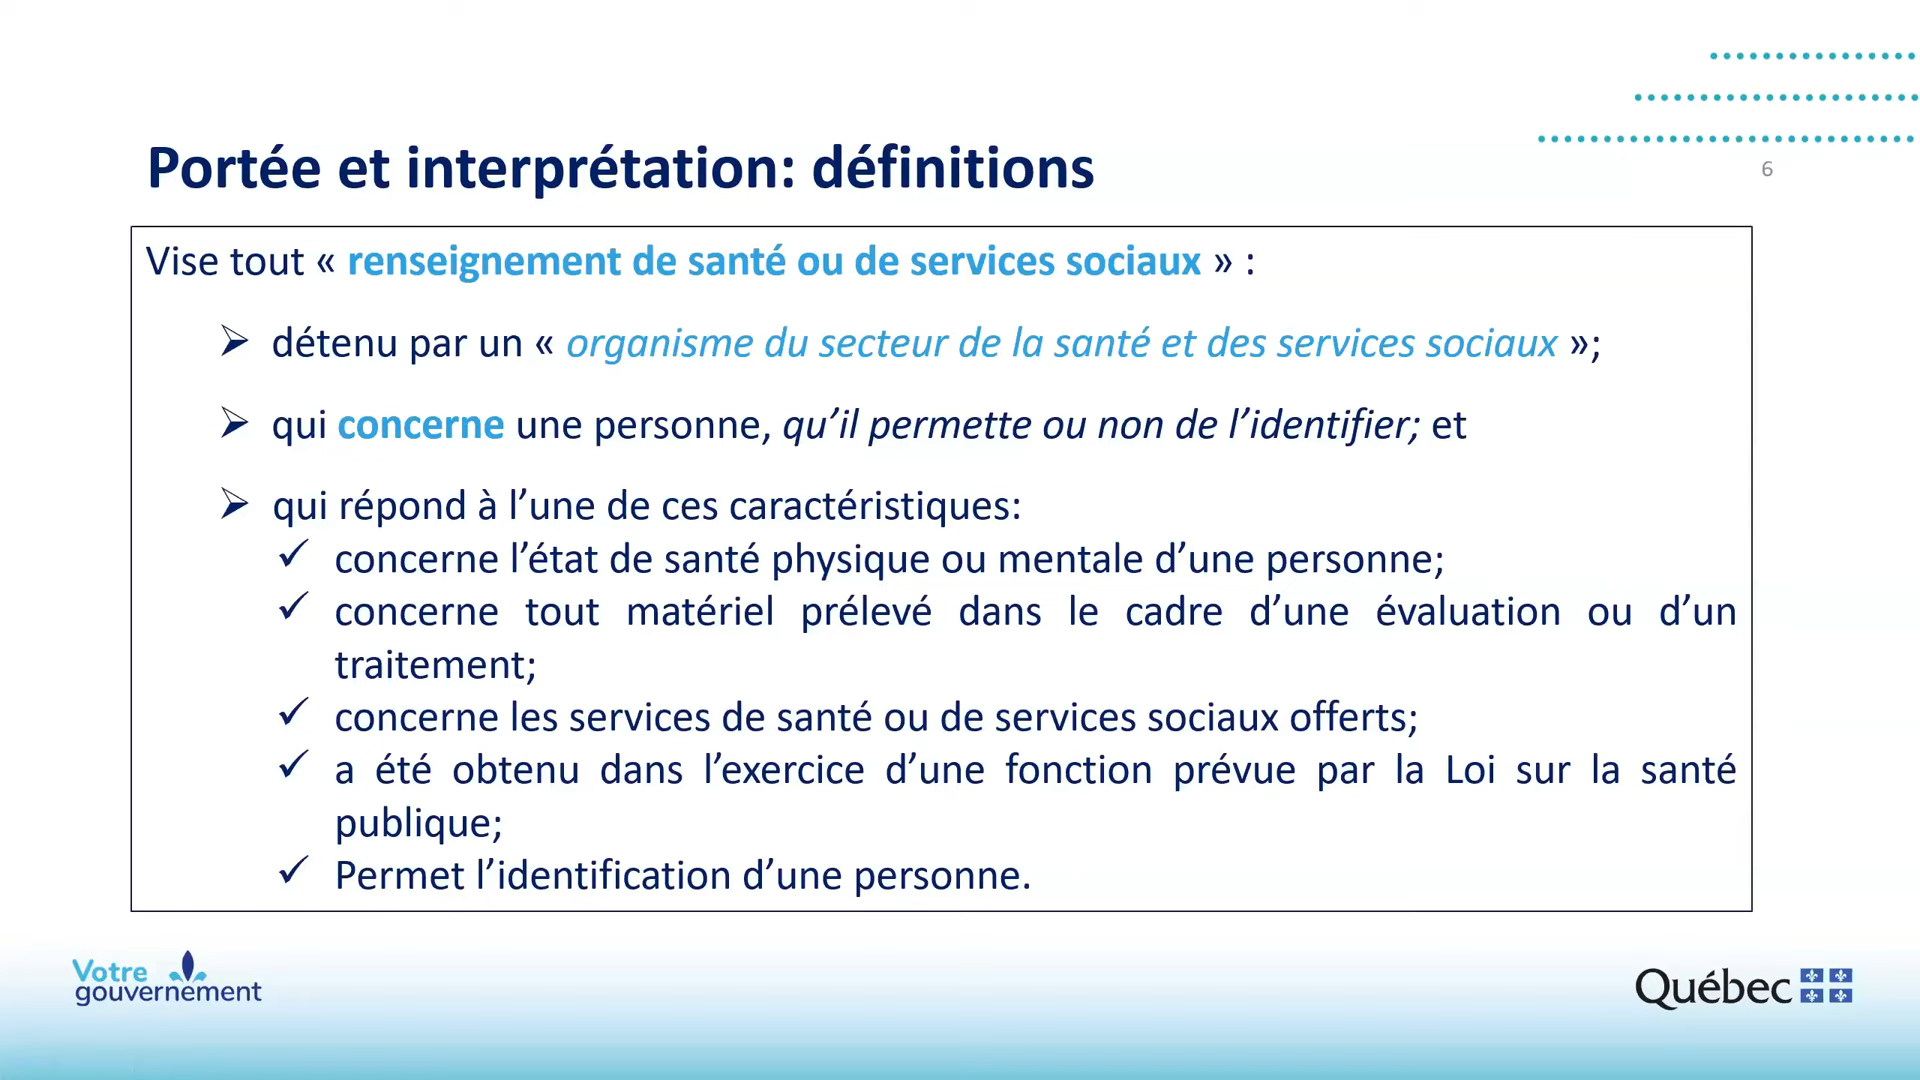 Portée et interprétation: définitions
6
Vise tout « renseignement de santé ou de services sociaux » :
détenu par un « organisme du secteur de la santé et des services sociaux »;
qui concerne une personne, qu’il permette ou non de l’identifier; et
qui répond à l’une de ces caractéristiques:
concerne l’état de santé physique ou mentale d’une personne;
concerne tout matériel prélevé dans le cadre d’une évaluation ou d’un
traitement;
concerne les services de santé ou de services sociaux offerts;
a été obtenu dans l’exercice d’une fonction prévue par la Loi sur la santé
publique;
Permet l’identification d’une personne.
Votre
gouvernement
Québec